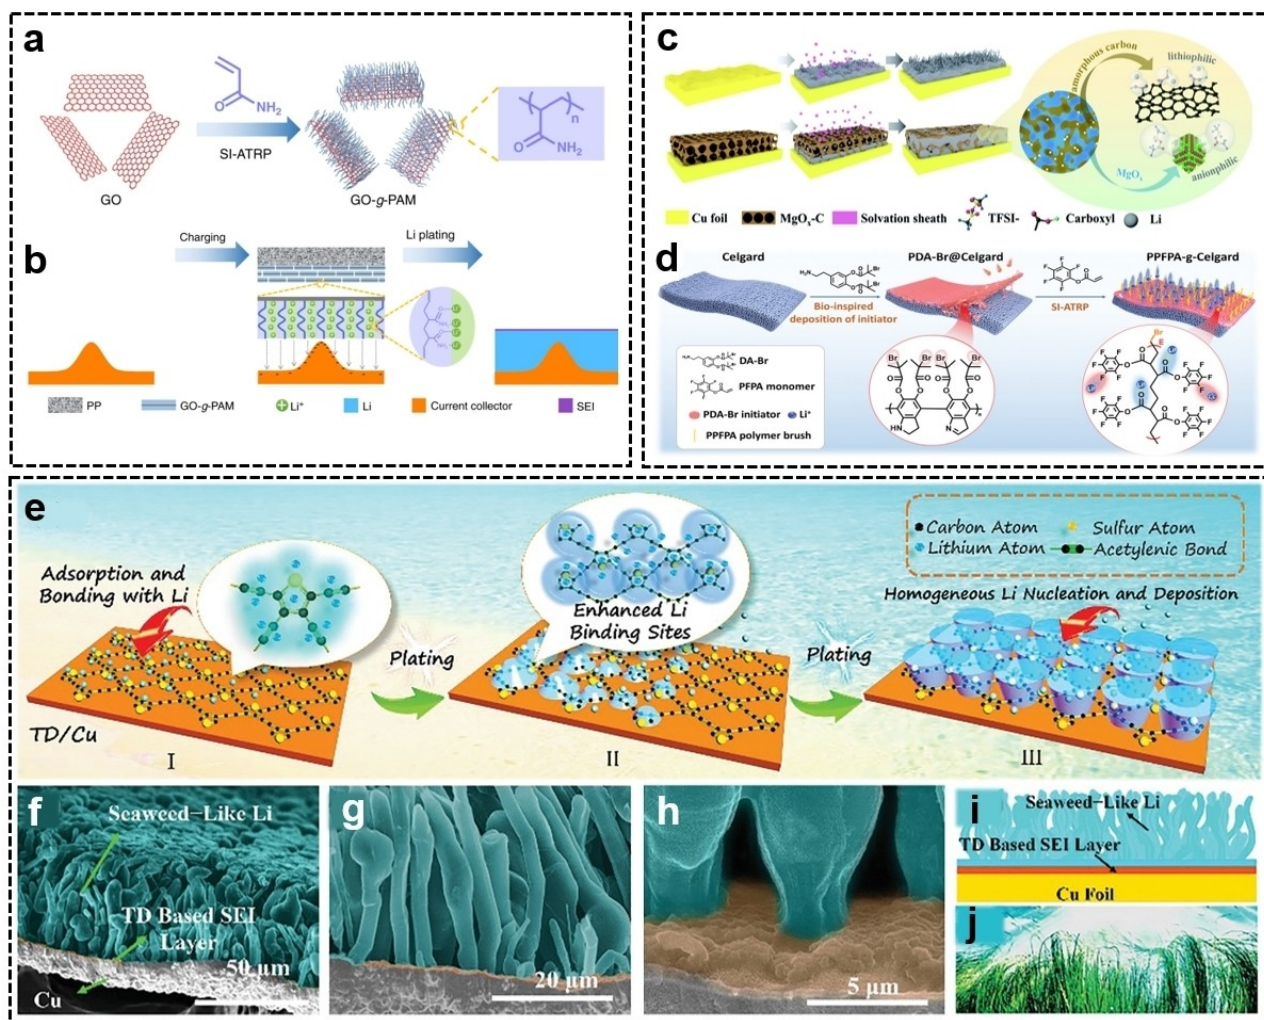 a
NH2
SI-ATRP
GO
GO-g-PAM
n
NH2
b
Charging
Li plating
PP
GO-g-PAM
Li+
Li
Current collector
SEI
c
amorphous carbon
lithiophilic
MgOx
anionphilic
Cu foil
MgOx-C
Solvation sheath
TFSI-
Carboxyl
Li
d
Celgard
PDA-Br@Celgard
PPFPA-g-Celgard
Bio-inspired
deposition of initiator
SI-ATRP
DA-Br
PFPA monomer
PDA-Br initiator
Li+
PPFPA polymer brush
e
Carbon Atom
Sulfur Atom
Lithium Atom
Acetylenic Bond
Adsorption and
Bonding with Li
Enhanced Li
Binding Sites
Homogeneous Li Nucleation and Deposition
Plating
Plating
TD/Cu
I
II
III
f
Seaweed-Like Li
TD Based SEI
Layer
50 μm
Cu
g
20 μm
h
5 μm
i
Seaweed-Like Li
TD Based SEI Layer
Cu Foil
j